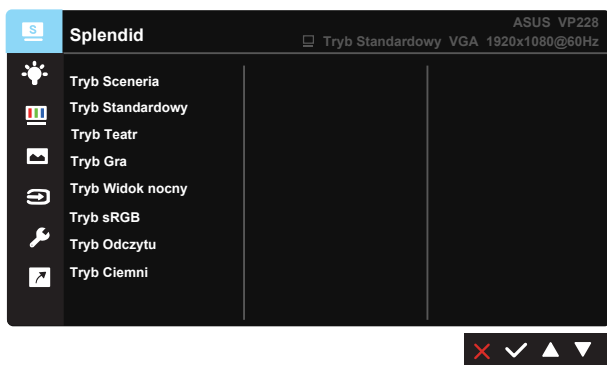 S
Splendid
ASUS VP228
Tryb Standardowy VGA 1920x1080@60Hz
Tryb Sceneria
Tryb Standardowy
Tryb Teatr
Tryb Gra
Tryb Widok nocny
Tryb sRGB
Tryb Odczytu
Tryb Ciemni